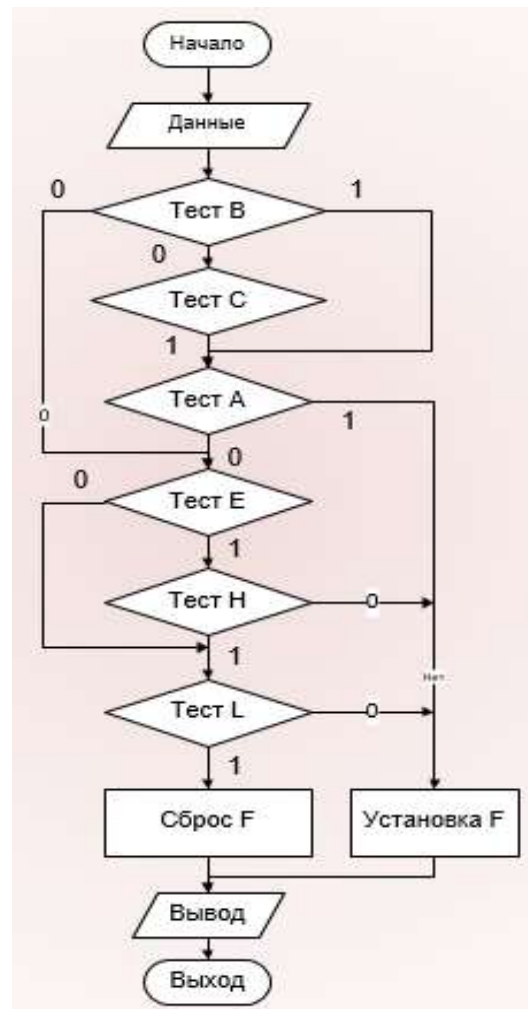 Начало
Данные
0 1
Тест B
0
Тест C
1
Тест A
0 1
0
0
Тест E
1
Тест H 0
1
Нет
Тест L 0
1
Сброс F Установка F
Вывод
Выход